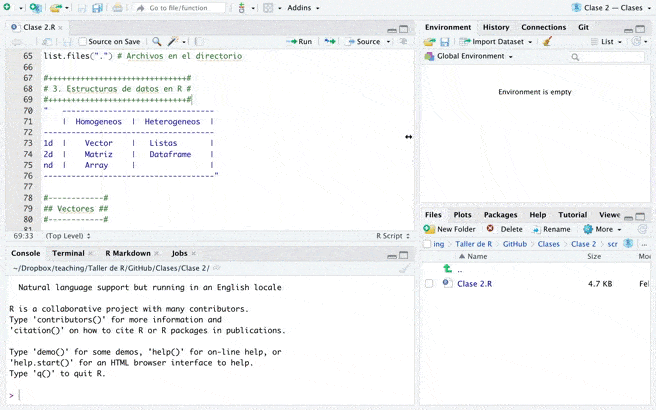 Go to file/function
Addins
Clase 2 — Clases
Clase 2.R
Source on Save
Run
Source
65 list.files(".") # Archivos en el directorio
66
67 #++++++++++++++++++++++++++++++#
68 # 3. Estructuras de datos en R #
69 #++++++++++++++++++++++++++++++#
70 " ---------------------------------
71 | Homogeneos | Heterogeneos |
72 -------------------------------------
73 1d | Vector | Listas |
74 2d | Matriz | Dataframe |
75 nd | Array | |
76 -------------------------------------"
77
78 #------------#
79 ## Vectores ##
80 #------------#
69:33 (Top Level) R Script
Console Terminal R Markdown Jobs
~/Dropbox/teaching/Taller de R/GitHub/Clases/Clase 2/
Natural language support but running in an English locale
R is a collaborative project with many contributors.
Type 'contributors()' for more information and
'citation()' on how to cite R or R packages in publications.
Type 'demo()' for some demos, 'help()' for on-line help, or
'help.start()' for an HTML browser interface to help.
Type 'q()' to quit R.
>
Environment History Connections Git
Import Dataset List
Global Environment
Environment is empty
Files Plots Packages Help Tutorial Viewe
New Folder Delete Rename More
ing Taller de R GitHub Clases Clase 2 scr ...
Name Size Mo
..
Clase 2.R 4.7 KB Fel